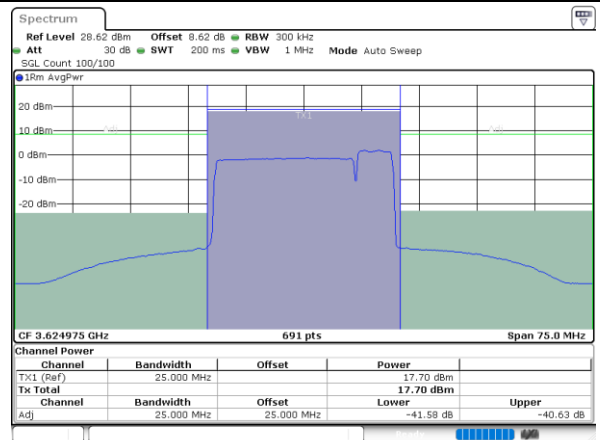 Spectrum
Ref Level 28.62 dBm Offset 8.62 dB RBW 300 kHz
Att 30 dB SWT 200 ms VBW 1 MHz Mode Auto Sweep
SGL Count 100/100
1Rm AvgPwr
20 dBm
TX1
10 dBm Adj Adj
0 dBm
-10 dBm
-20 dBm
CF 3.624975 GHz 691 pts Span 75.0 MHz
Channel Power
Channel Bandwidth Offset Power
TX1 (Ref) 25.000 MHz 17.70 dBm
Tx Total 17.70 dBm
Channel Bandwidth Offset Lower Upper
Adj 25.000 MHz 25.000 MHz -41.58 dB -40.63 dB